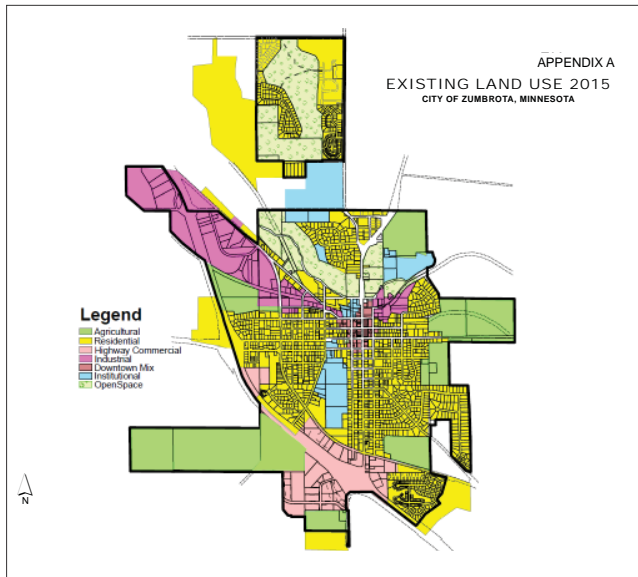 APPENDIX A
EXISTING LAND USE 2015
CITY OF ZUMBROTA, MINNESOTA
Legend
Agricultural
Residential
Highway Commercial
Industrial
Downtown Mix
Institutional
OpenSpace
N